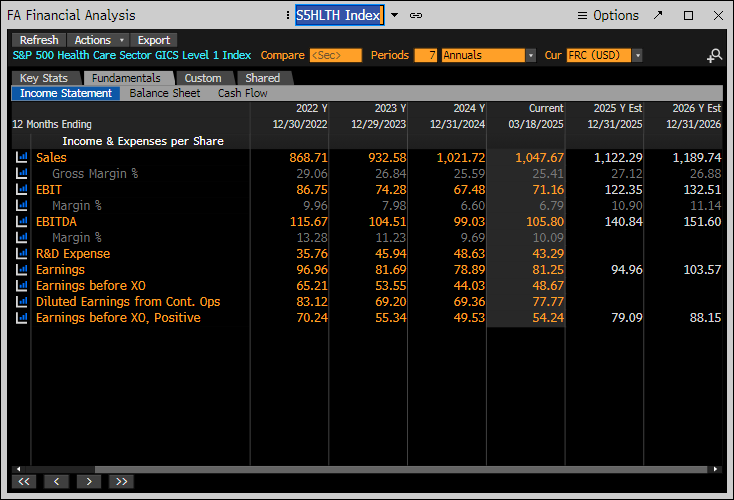 FA Financial Analysis S5HLTH Index Options
Refresh Actions Export
S&P 500 Health Care Sector GICS Level 1 Index Compare <Sec> Periods 7 Annuals Cur FRC (USD)
Key Stats Fundamentals Custom Shared
Income Statement Balance Sheet Cash Flow
2022 Y 2023 Y 2024 Y Current 2025 Y Est 2026 Y Est
12 Months Ending 12/30/2022 12/29/2023 12/31/2024 03/18/2025 12/31/2025 12/31/2026
Income & Expenses per Share
Sales 868.71 932.58 1,021.72 1,047.67 1,122.29 1,189.74
Gross Margin % 29.06 26.84 25.59 25.41 27.12 26.88
EBIT 86.75 74.28 67.48 71.16 122.35 132.51
Margin % 9.96 7.98 6.60 6.79 10.90 11.14
EBITDA 115.67 104.51 99.03 105.80 140.84 151.60
Margin % 13.28 11.23 9.69 10.09
R&D Expense 35.76 45.94 48.63 43.29
Earnings 96.96 81.69 78.89 81.25 94.96 103.57
Earnings before XO 65.21 53.55 44.03 48.67
Diluted Earnings from Cont. Ops 83.12 69.20 69.36 77.77
Earnings before XO, Positive 70.24 55.34 49.53 54.24 79.09 88.15
<< < > >>